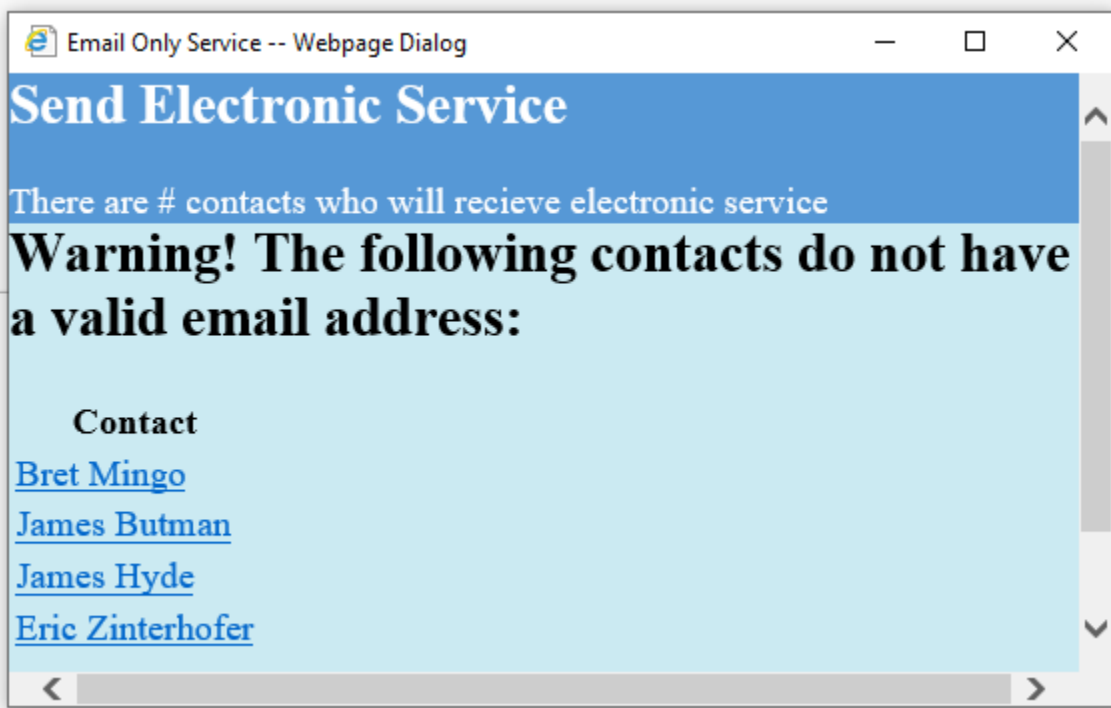 Email Only Service -- Webpage Dialog
Send Electronic Service
There are # contacts who will recieve electronic service
Warning! The following contacts do not have
a valid email address:
Contact
Bret Mingo
James Butman
James Hyde
Eric Zinterhofer